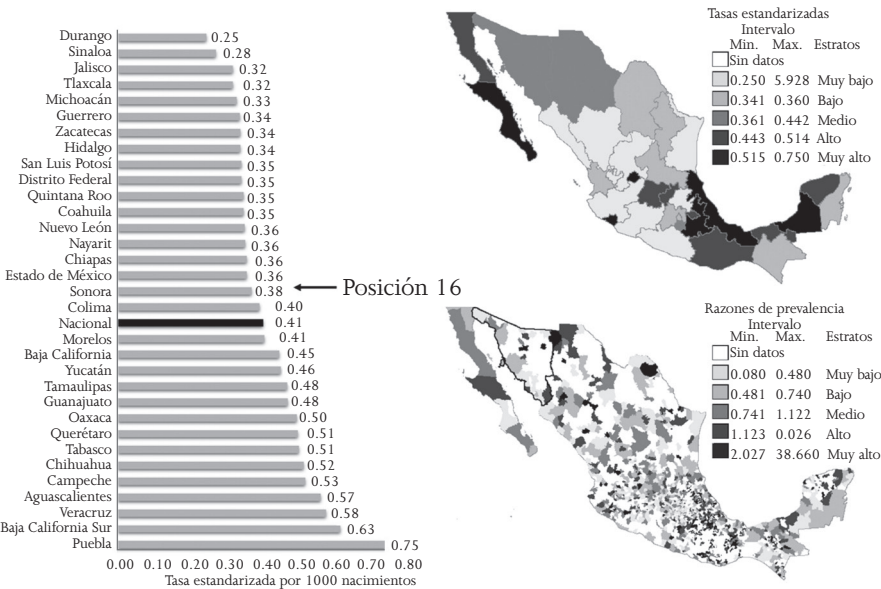 Durango 0.25
Sinaloa 0.28
Jalisco 0.32
Tlaxcala 0.32
Michoacán 0.33
Guerrero 0.34
Zacatecas 0.34
Hidalgo 0.34
San Luis Potosí 0.35
Distrito Federal 0.35
Quintana Roo 0.35
Coahuila 0.35
Nuevo León 0.36
Nayarit 0.36
Chiapas 0.36
Estado de México 0.36
Sonora 0.38
Posición 16
Colima 0.40
Nacional 0.41
Morelos 0.41
Baja California 0.45
Yucatán 0.46
Tamaulipas 0.48
Guanajuato 0.48
Oaxaca 0.50
Querétaro 0.51
Tabasco 0.51
Chihuahua 0.52
Campeche 0.53
Aguascalientes 0.57
Veracruz 0.58
Baja California Sur 0.63
Puebla 0.75
0.00 0.10 0.20 0.30 0.40 0.50 0.60 0.70 0.80
Tasa estandarizada por 1000 nacimientos
Tasas estandarizadas
Intervalo
Min. Max. Estratos
Sin datos
0.250 5.928 Muy bajo
0.341 0.360 Bajo
0.361 0.442 Medio
0.443 0.514 Alto
0.515 0.750 Muy alto
Razones de prevalencia
Intervalo
Min. Max. Estratos
Sin datos
0.080 0.480 Muy bajo
0.481 0.740 Bajo
0.741 1.122 Medio
1.123 0.026 Alto
2.027 38.660 Muy alto